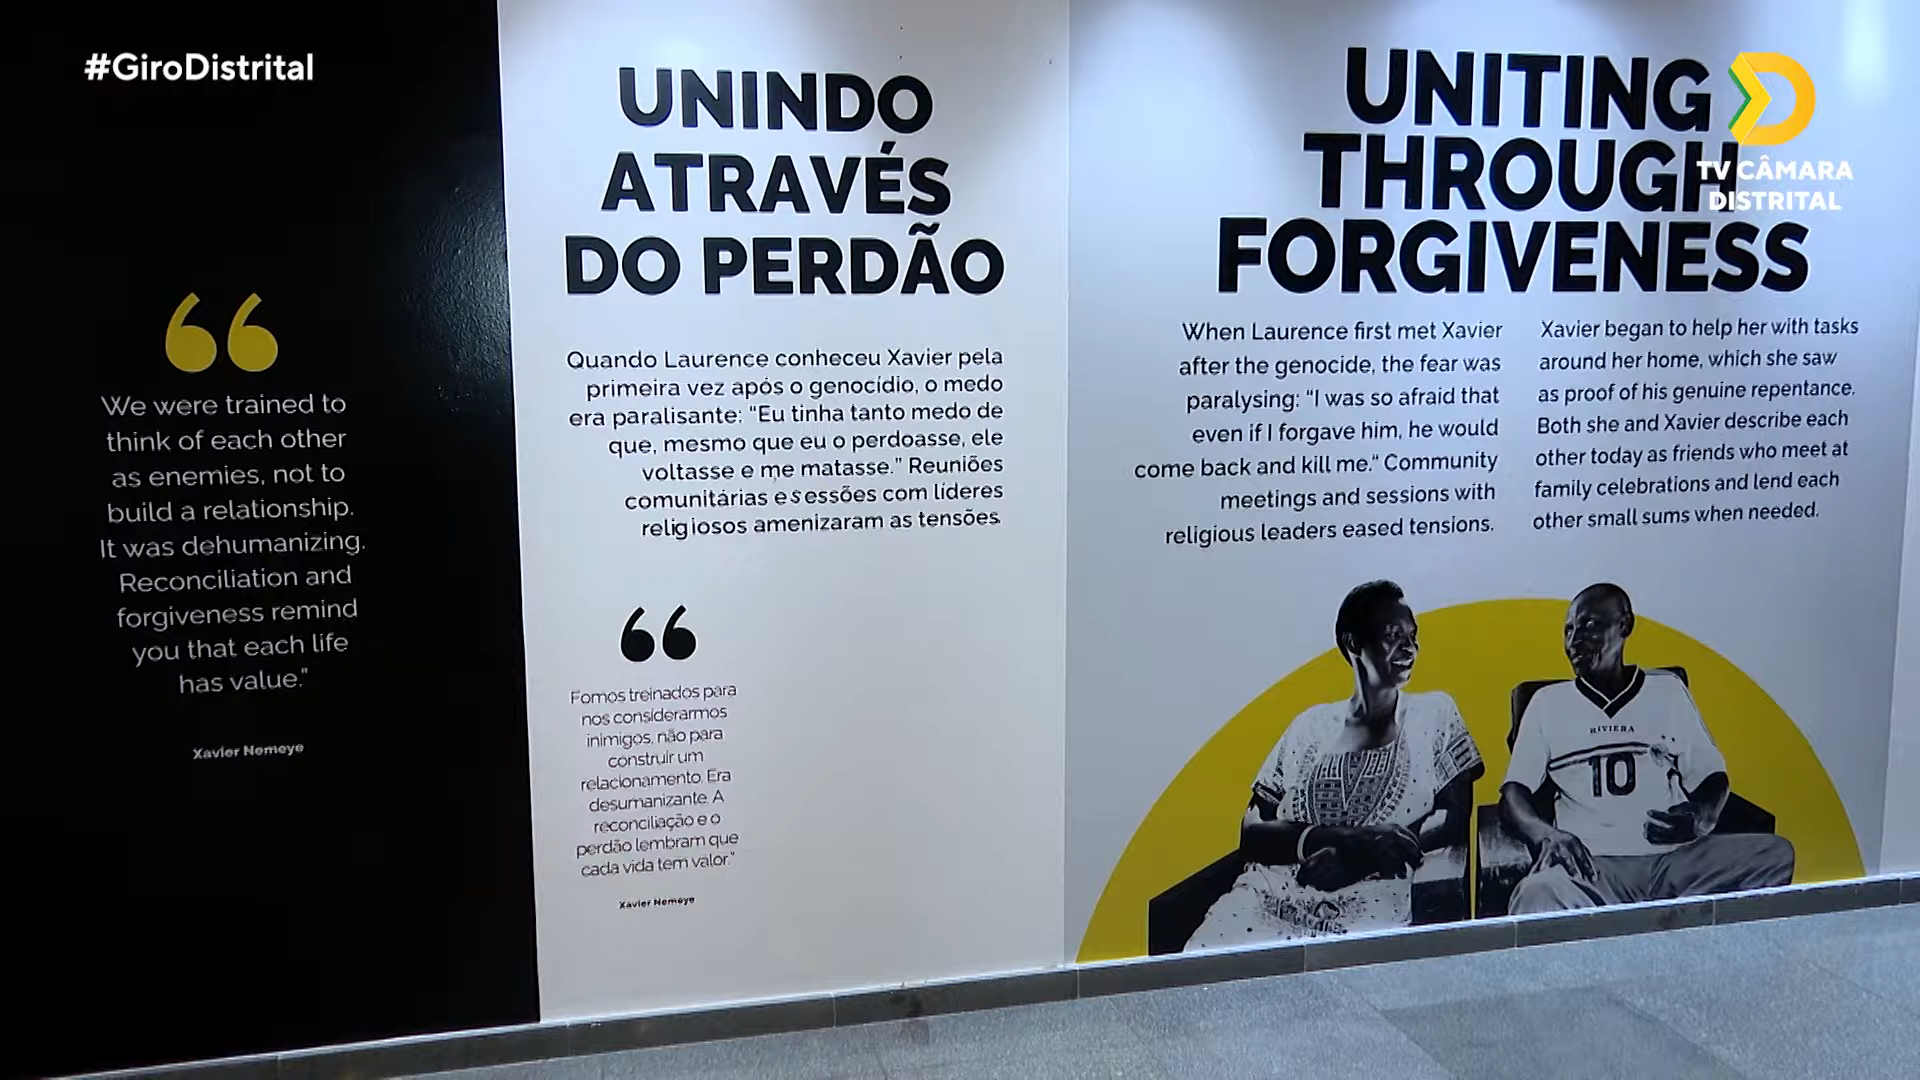 #GiroDistrital
TV CÂMARA
DISTRITAL
“
We were trained to
think of each other
as enemies, not to
build a relationship.
It was dehumanizing.
Reconciliation and
forgiveness remind
you that each life
has value.”
Xavier Nemeye
UNINDO
ATRAVÉS
DO PERDÃO
Quando Laurence conheceu Xavier pela
primeira vez após o genocídio, o medo
era paralisante: “Eu tinha tanto medo de
que, mesmo que eu o perdoasse, ele
voltasse e me matasse.” Reuniões
comunitárias e sessões com líderes
religiosos amenizaram as tensões.
“
Fomos treinados para
nos considerarmos
inimigos, não para
construir um
relacionamento. Era
desumanizante. A
reconciliação e o
perdão lembram que
cada vida tem valor.”
Xavier Nemeye
UNITING
THROUGH
FORGIVENESS
When Laurence first met Xavier
after the genocide, the fear was
paralysing: “I was so afraid that
even if I forgave him, he would
come back and kill me.“ Community
meetings and sessions with
religious leaders eased tensions.
Xavier began to help her with tasks
around her home, which she saw
as proof of his genuine repentance.
Both she and Xavier describe each
other today as friends who meet at
family celebrations and lend each
other small sums when needed.
RIVIERA
10